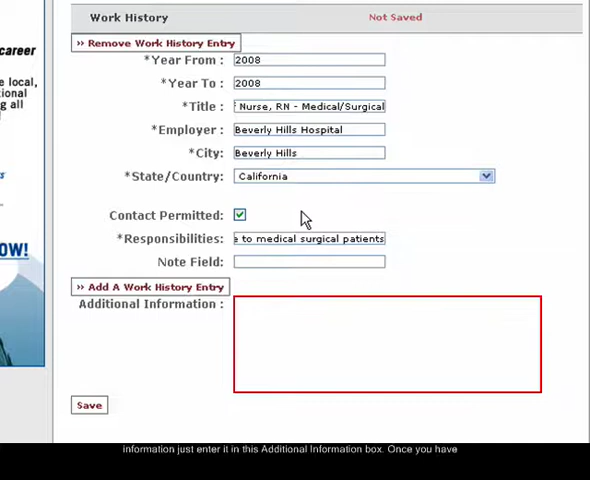 Work History
Not Saved
career
›› Remove Work History Entry
*Year From : 2008
e local,
*Year To : 2008
tional
g all
*Title : Nurse, RN - Medical/Surgical
*Employer : Beverly Hills Hospital
*City: Beverly Hills
*State/Country: California
Contact Permitted:
*Responsibilities: e to medical surgical patients
OW!
Note Field:
›› Add A Work History Entry
Additional Information :
Save
information just enter it in this Additional Information box. Once you have